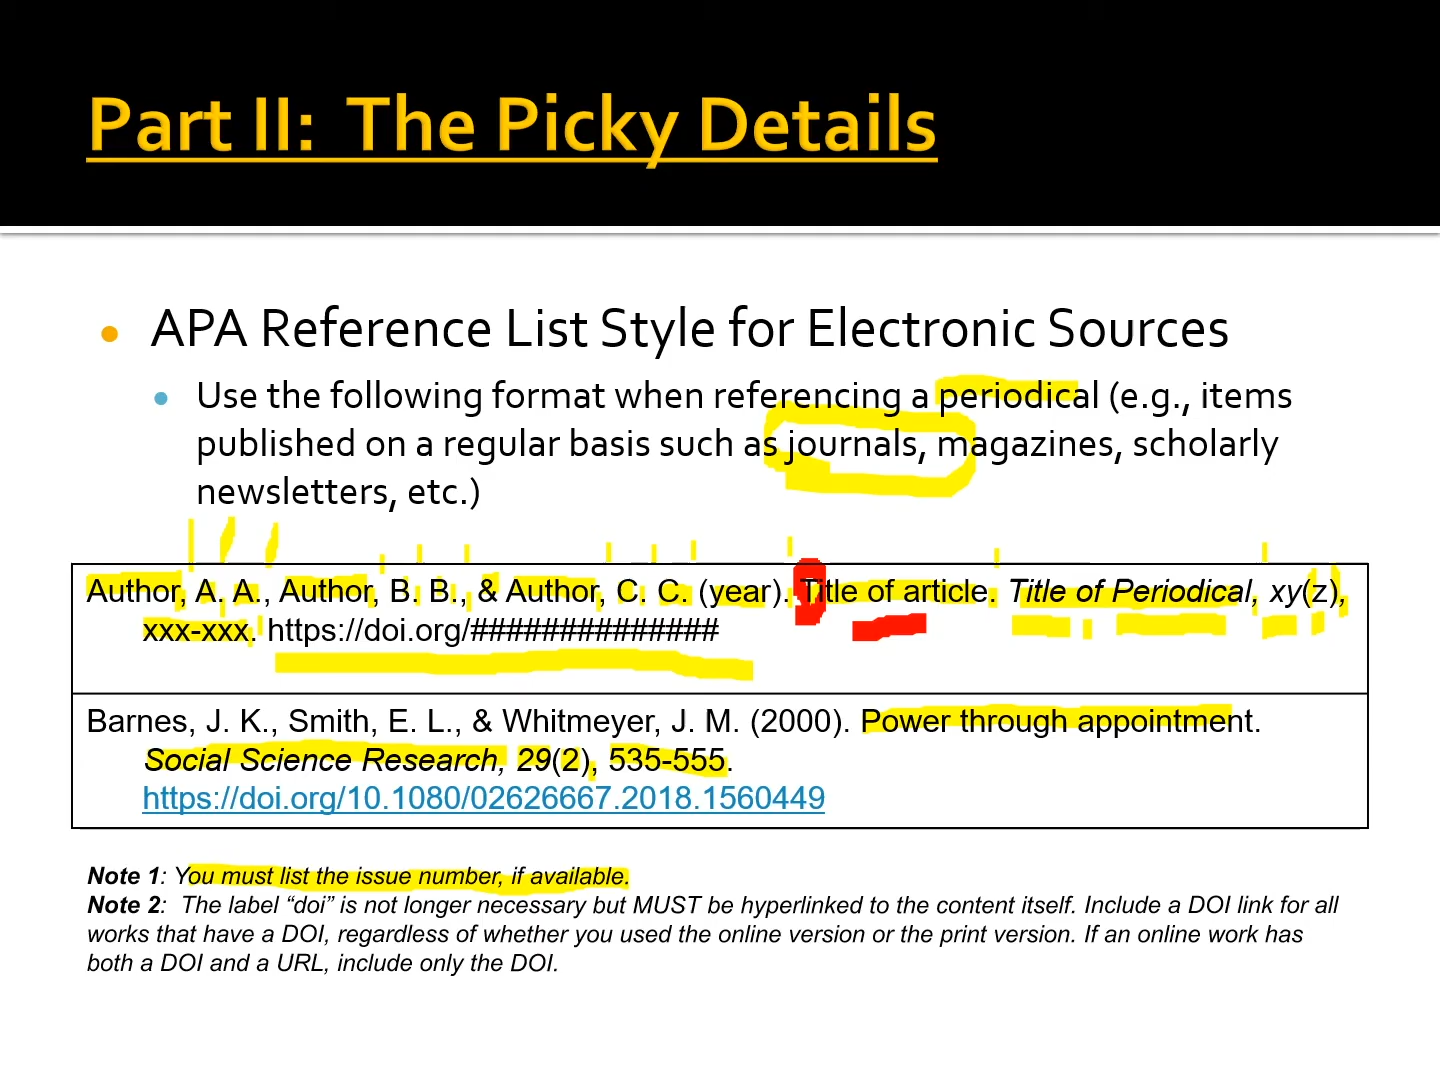 Part II: The Picky Details
APA Reference List Style for Electronic Sources
Use the following format when referencing a periodical (e.g., items
published on a regular basis such as journals, magazines, scholarly
newsletters, etc.)
Author, A. A., Author, B. B., & Author, C. C. (year). Title of article. Title of Periodical, xy(z),
xxx-xxx. https://doi.org/##############
Barnes, J. K., Smith, E. L., & Whitmeyer, J. M. (2000). Power through appointment.
Social Science Research, 29(2), 535-555.
https://doi.org/10.1080/02626667.2018.1560449
Note 1: You must list the issue number, if available.
Note 2: The label “doi” is not longer necessary but MUST be hyperlinked to the content itself. Include a DOI link for all
works that have a DOI, regardless of whether you used the online version or the print version. If an online work has
both a DOI and a URL, include only the DOI.